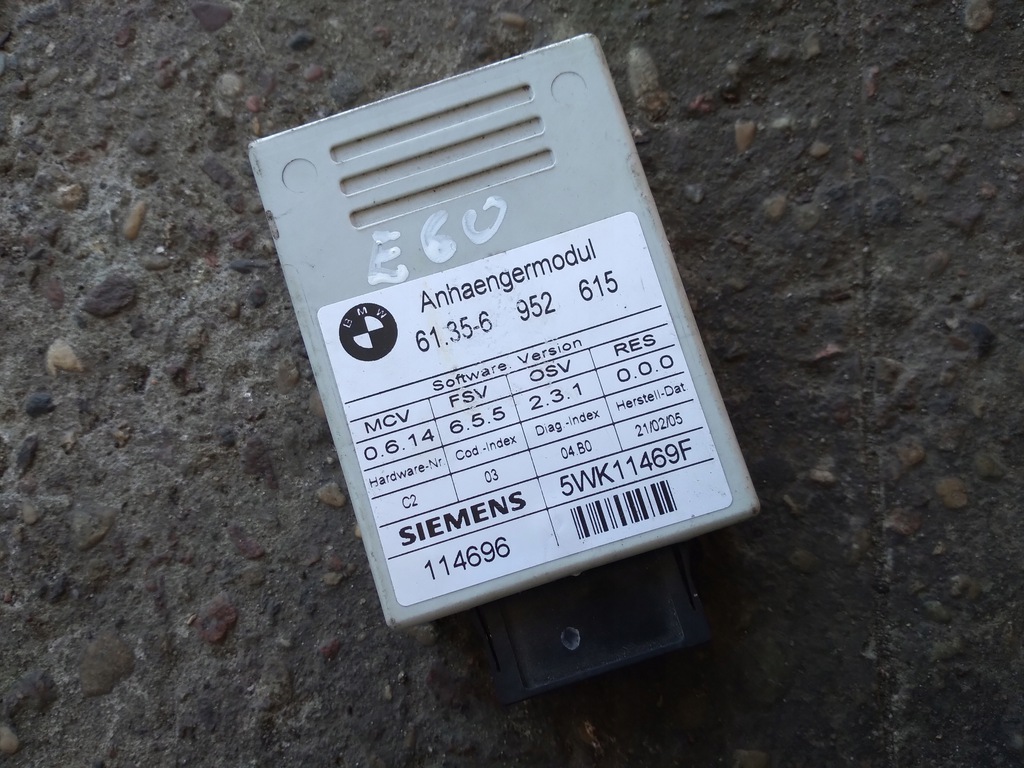 E60
BMW
Anhaengermodul
61.35-6 952 615
Software. Version
MCV FSV OSV RES
0.6.14 6.5.5 2.3.1 0.0.0
Hardware-Nr. Cod-Index Diag.-Index Herstell-Dat
C2 03 04.B0 21/02/05
SIEMENS 5WK11469F
114696